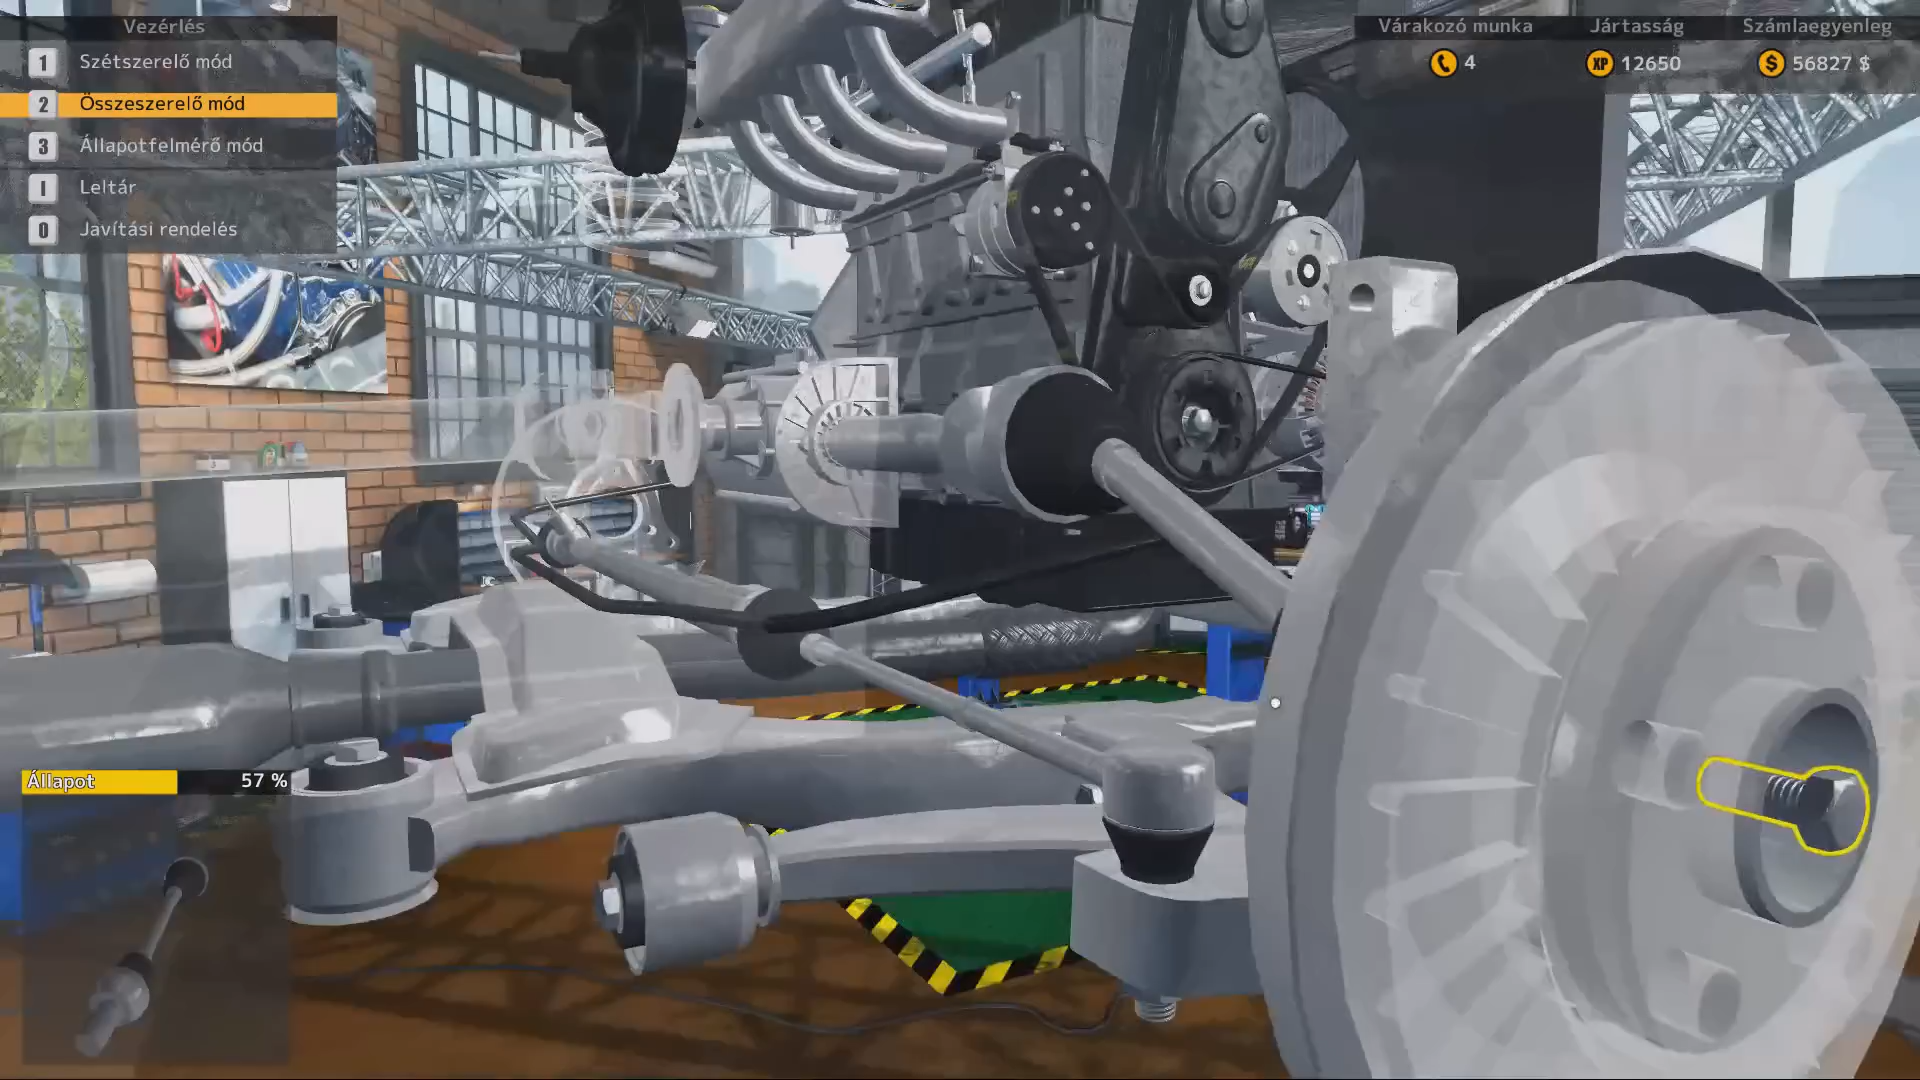 Vezérlés
1 Szétszerelő mód
2 Összeszerelő mód
3 Állapotfelmérő mód
I Leltár
0 Javítási rendelés
Várakozó munka Jártasság Számlaegyenleg
4 XP 12650 $ 56827 $
Állapot 57 %